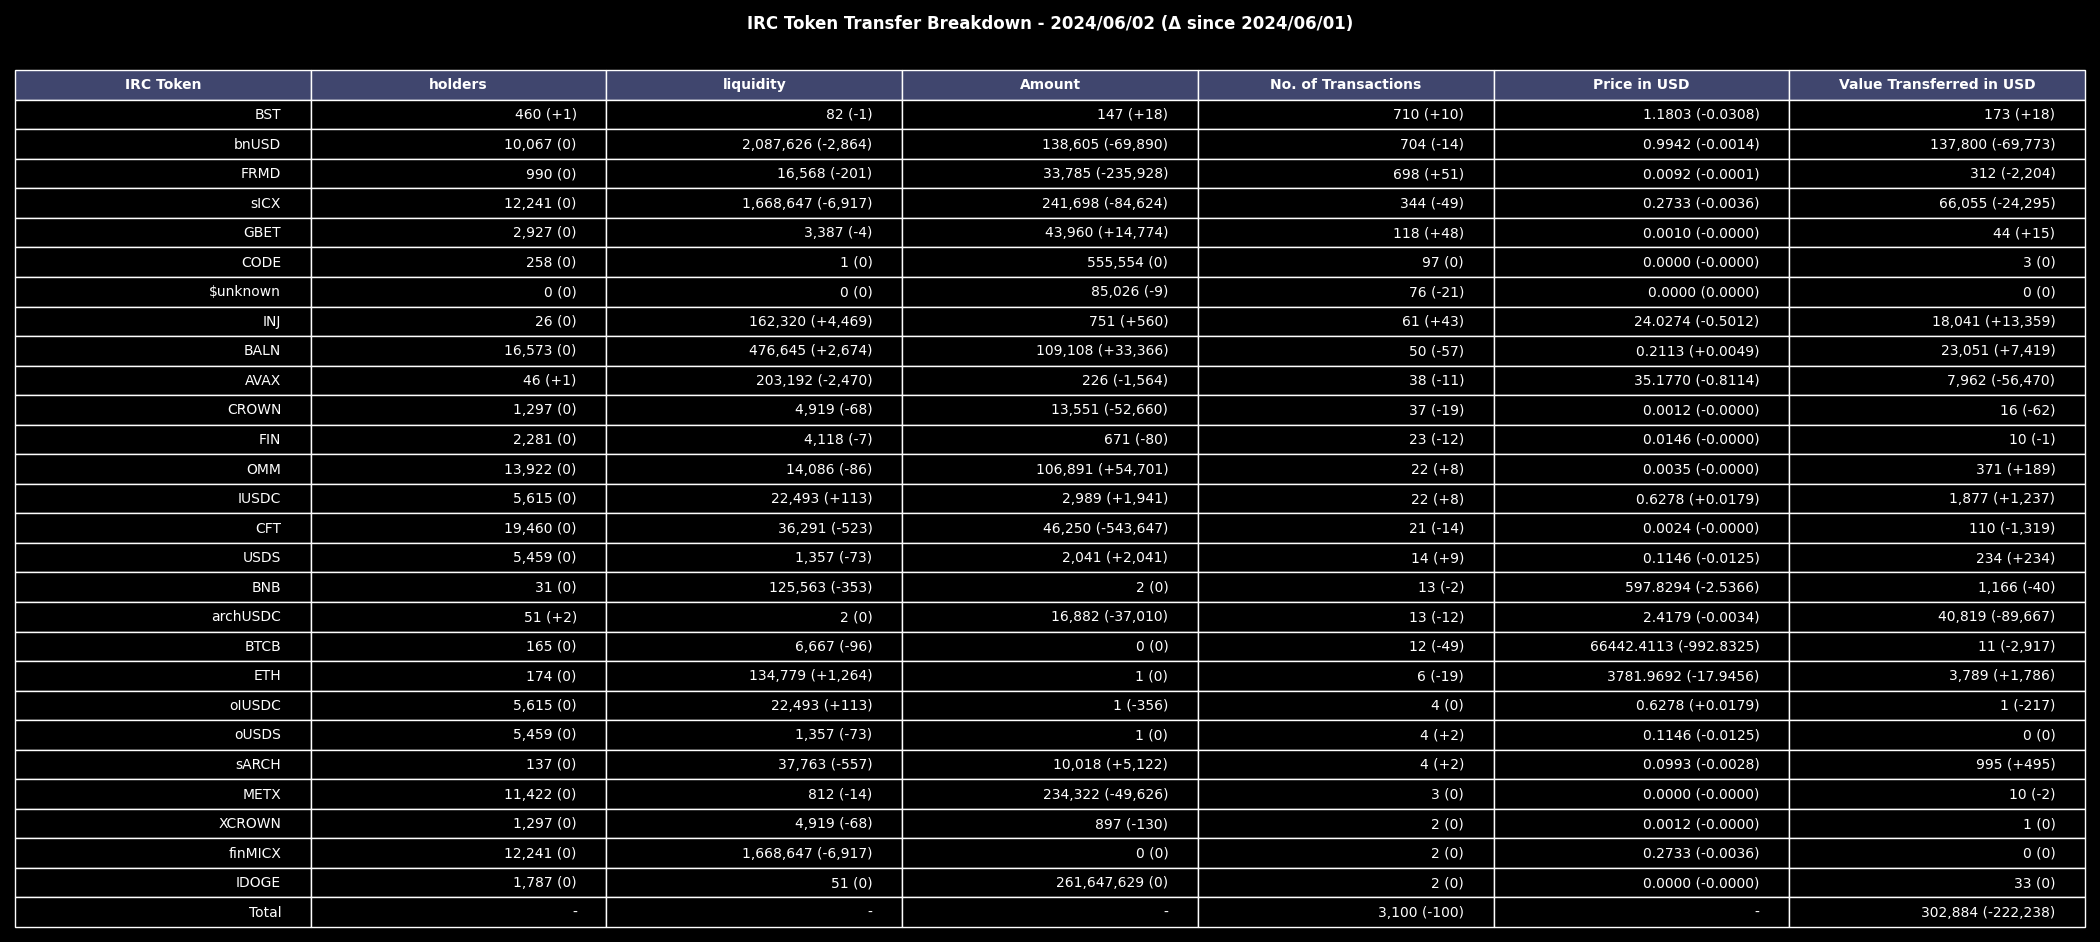 IRC Token Transfer Breakdown - 2024/06/02 (Δ since 2024/06/01)
IRC Token holders liquidity Amount No. of Transactions Price in USD Value Transferred in USD
BST 460 (+1) 82 (-1) 147 (+18) 710 (+10) 1.1803 (-0.0308) 173 (+18)
bnUSD 10,067 (0) 2,087,626 (-2,864) 138,605 (-69,890) 704 (-14) 0.9942 (-0.0014) 137,800 (-69,773)
FRMD 990 (0) 16,568 (-201) 33,785 (-235,928) 698 (+51) 0.0092 (-0.0001) 312 (-2,204)
sICX 12,241 (0) 1,668,647 (-6,917) 241,698 (-84,624) 344 (-49) 0.2733 (-0.0036) 66,055 (-24,295)
GBET 2,927 (0) 3,387 (-4) 43,960 (+14,774) 118 (+48) 0.0010 (-0.0000) 44 (+15)
CODE 258 (0) 1 (0) 555,554 (0) 97 (0) 0.0000 (-0.0000) 3 (0)
$unknown 0 (0) 0 (0) 85,026 (-9) 76 (-21) 0.0000 (0.0000) 0 (0)
INJ 26 (0) 162,320 (+4,469) 751 (+560) 61 (+43) 24.0274 (-0.5012) 18,041 (+13,359)
BALN 16,573 (0) 476,645 (+2,674) 109,108 (+33,366) 50 (-57) 0.2113 (+0.0049) 23,051 (+7,419)
AVAX 46 (+1) 203,192 (-2,470) 226 (-1,564) 38 (-11) 35.1770 (-0.8114) 7,962 (-56,470)
CROWN 1,297 (0) 4,919 (-68) 13,551 (-52,660) 37 (-19) 0.0012 (-0.0000) 16 (-62)
FIN 2,281 (0) 4,118 (-7) 671 (-80) 23 (-12) 0.0146 (-0.0000) 10 (-1)
OMM 13,922 (0) 14,086 (-86) 106,891 (+54,701) 22 (+8) 0.0035 (-0.0000) 371 (+189)
IUSDC 5,615 (0) 22,493 (+113) 2,989 (+1,941) 22 (+8) 0.6278 (+0.0179) 1,877 (+1,237)
CFT 19,460 (0) 36,291 (-523) 46,250 (-543,647) 21 (-14) 0.0024 (-0.0000) 110 (-1,319)
USDS 5,459 (0) 1,357 (-73) 2,041 (+2,041) 14 (+9) 0.1146 (-0.0125) 234 (+234)
BNB 31 (0) 125,563 (-353) 2 (0) 13 (-2) 597.8294 (-2.5366) 1,166 (-40)
archUSDC 51 (+2) 2 (0) 16,882 (-37,010) 13 (-12) 2.4179 (-0.0034) 40,819 (-89,667)
BTCB 165 (0) 6,667 (-96) 0 (0) 12 (-49) 66442.4113 (-992.8325) 11 (-2,917)
ETH 174 (0) 134,779 (+1,264) 1 (0) 6 (-19) 3781.9692 (-17.9456) 3,789 (+1,786)
oIUSDC 5,615 (0) 22,493 (+113) 1 (-356) 4 (0) 0.6278 (+0.0179) 1 (-217)
oUSDS 5,459 (0) 1,357 (-73) 1 (0) 4 (+2) 0.1146 (-0.0125) 0 (0)
sARCH 137 (0) 37,763 (-557) 10,018 (+5,122) 4 (+2) 0.0993 (-0.0028) 995 (+495)
METX 11,422 (0) 812 (-14) 234,322 (-49,626) 3 (0) 0.0000 (-0.0000) 10 (-2)
XCROWN 1,297 (0) 4,919 (-68) 897 (-130) 2 (0) 0.0012 (-0.0000) 1 (0)
finMICX 12,241 (0) 1,668,647 (-6,917) 0 (0) 2 (0) 0.2733 (-0.0036) 0 (0)
IDOGE 1,787 (0) 51 (0) 261,647,629 (0) 2 (0) 0.0000 (-0.0000) 33 (0)
Total - - - 3,100 (-100) - 302,884 (-222,238)